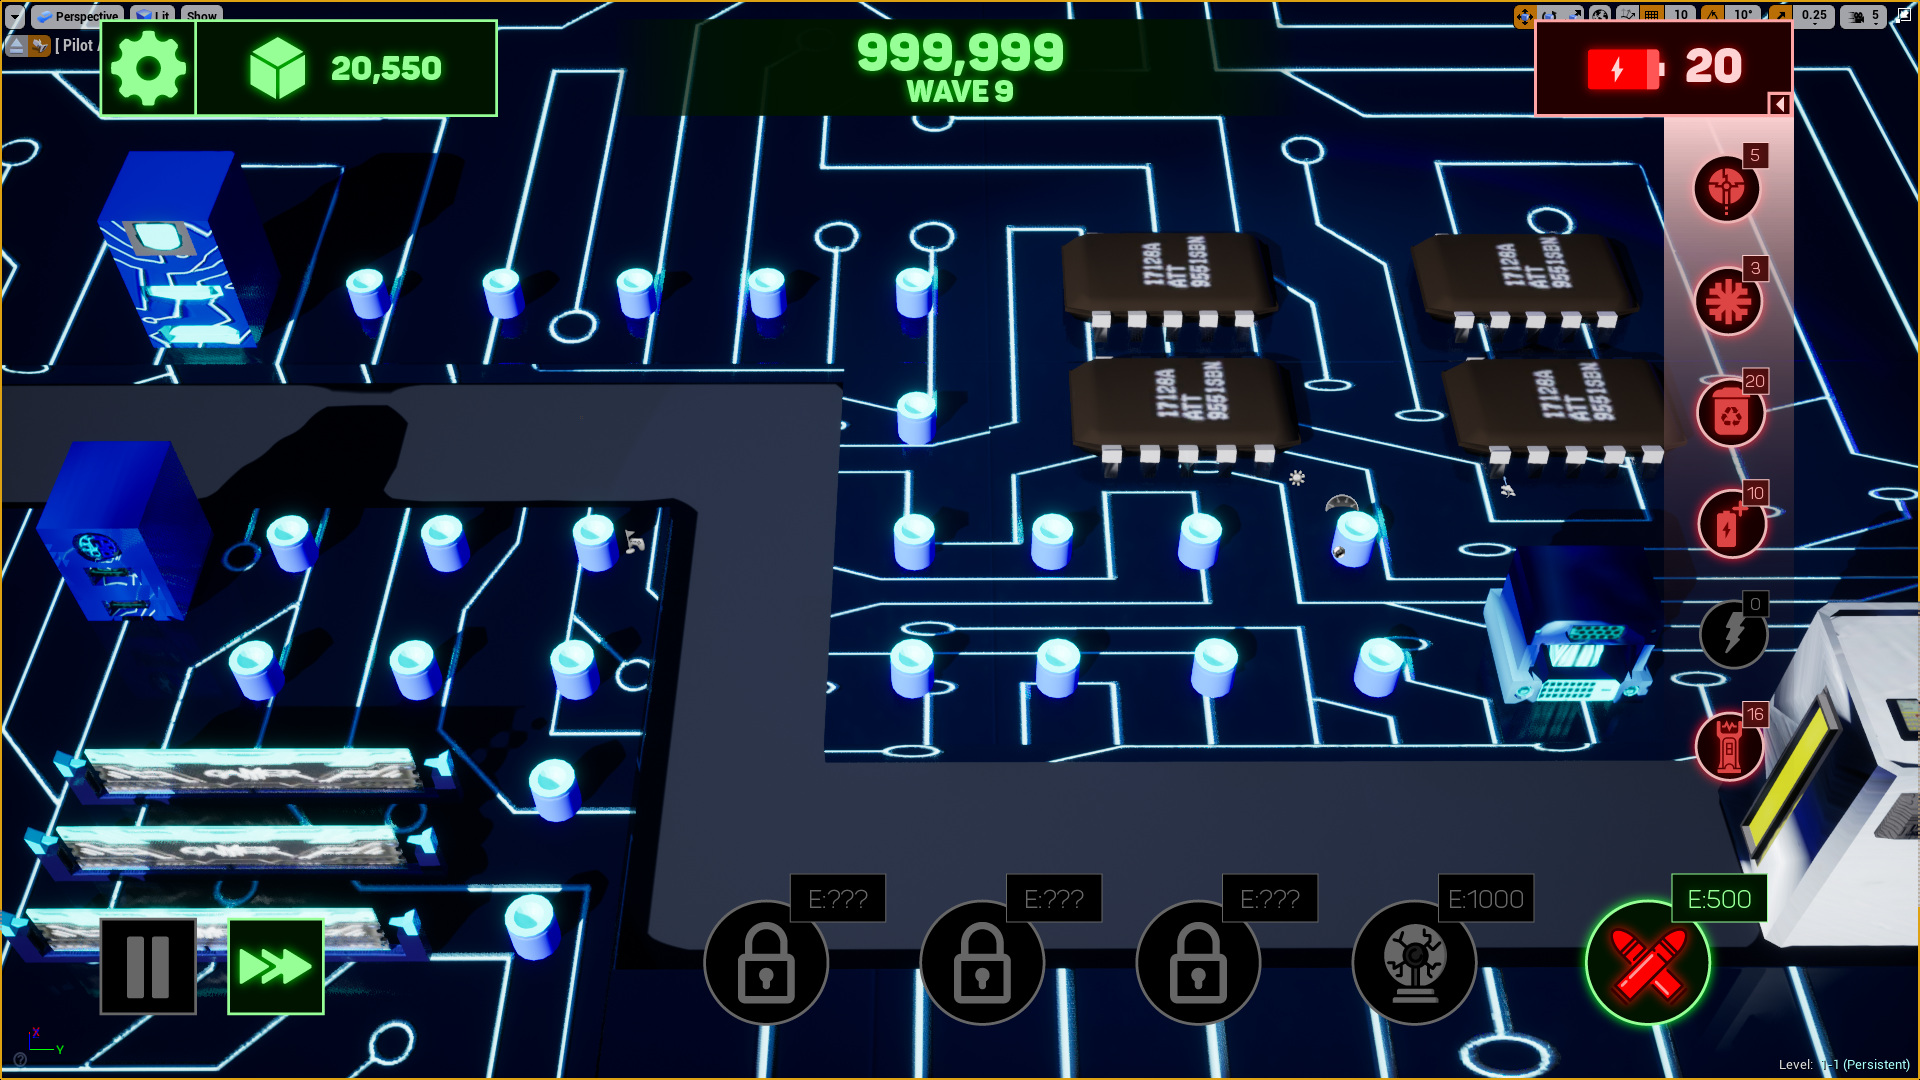 Perspective
Lit
Show
10
10°
0.25
5
[ Pilot A
20,550
999,999
WAVE 9
20
5
3
20
10
0
16
17128A
ATT
9551SBN
17128A
ATT
9551SBN
17128A
ATT
9551SBN
17128A
ATT
9551SBN
E:???
E:???
E:???
E:1000
E:500
X
Y
Level: 1-1 (Persistent)